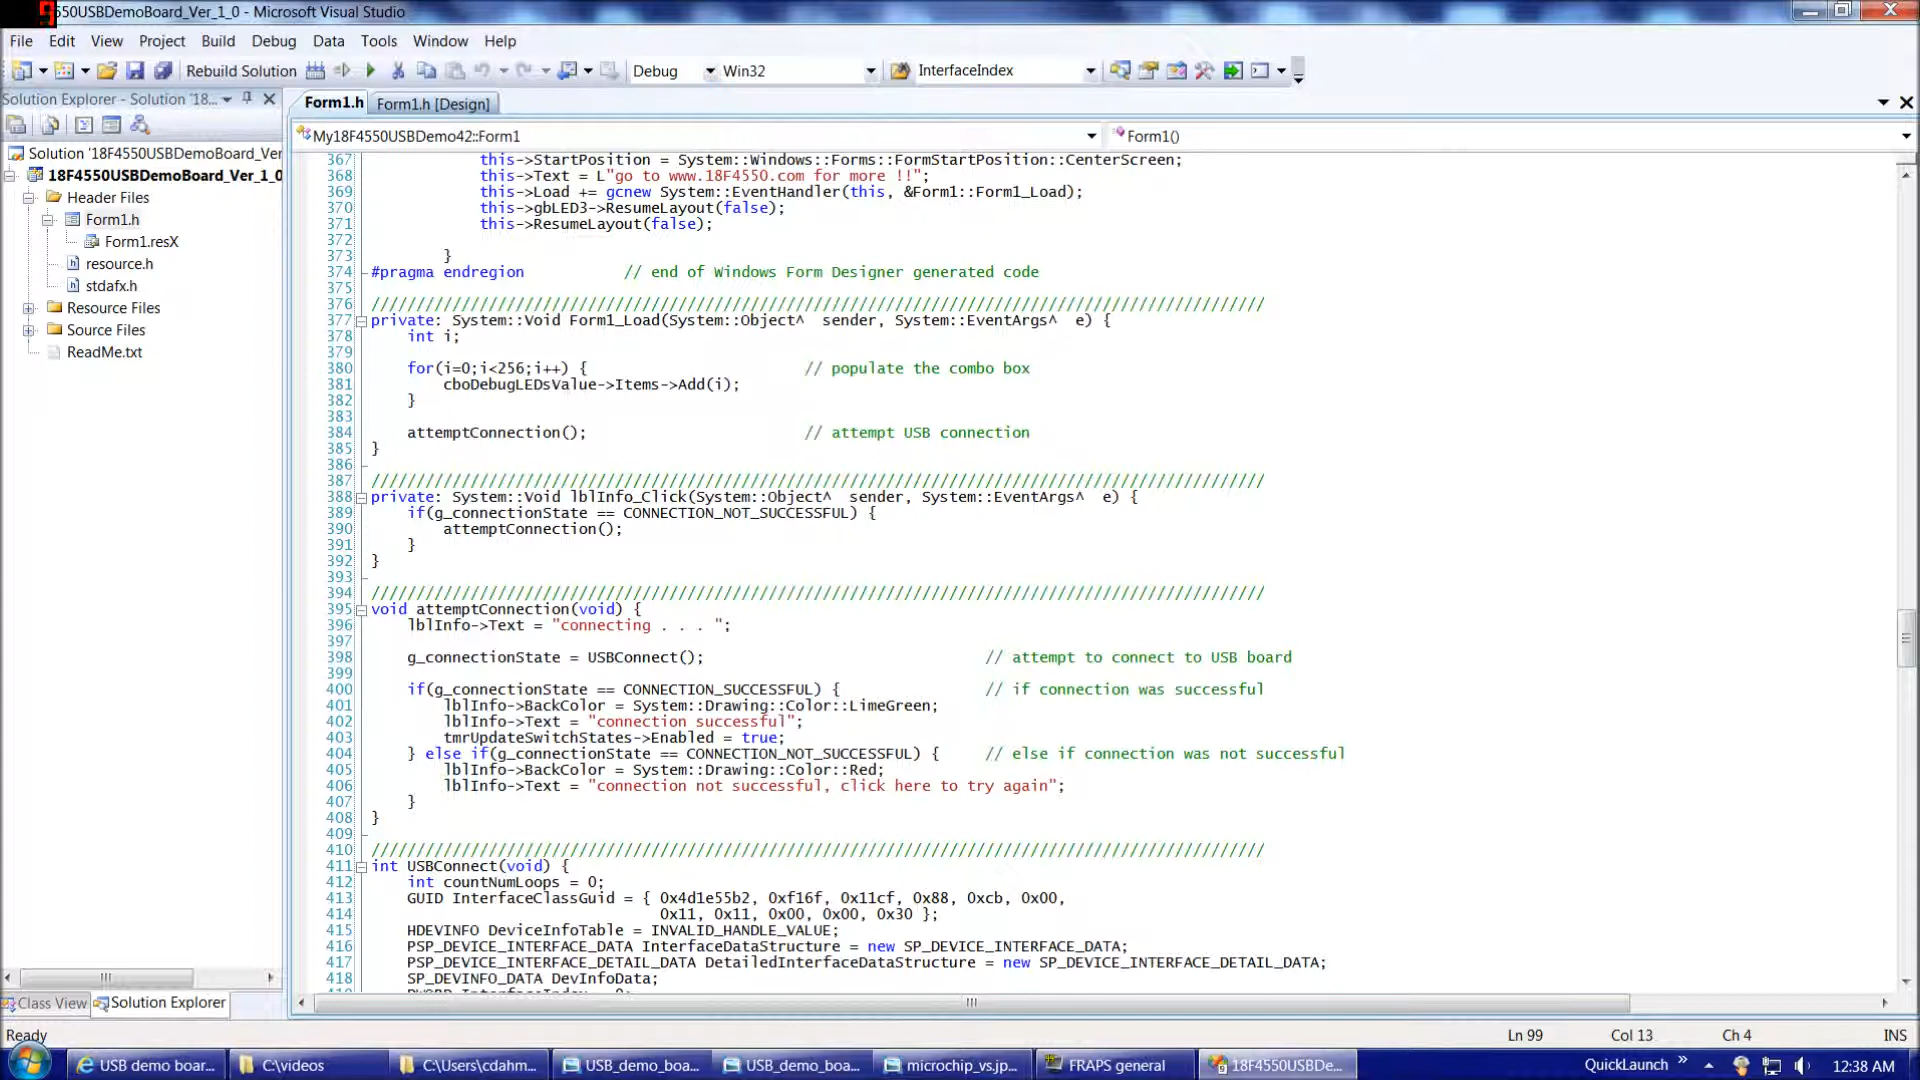 550USBDemoBoard_Ver_1_0 - Microsoft Visual Studio
File Edit View Project Build Debug Data Tools Window Help
Rebuild Solution Debug Win32 InterfaceIndex
Solution Explorer - Solution '18...
Form1.h Form1.h [Design]
My18F4550USBDemo42::Form1 Form1()
Solution '18F4550USBDemoBoard_Ver
18F4550USBDemoBoard_Ver_1_0
Header Files
Form1.h
Form1.resX
resource.h
stdafx.h
Resource Files
Source Files
ReadMe.txt
367 this->StartPosition = System::Windows::Forms::FormStartPosition::CenterScreen;
368 this->Text = L"go to www.18F4550.com for more !!";
369 this->Load += gcnew System::EventHandler(this, &Form1::Form1_Load);
370 this->gbLED3->ResumeLayout(false);
371 this->ResumeLayout(false);
372
373 }
374 #pragma endregion // end of Windows Form Designer generated code
375
376 ///////////////////////////////////////////////////////////////////////////////////////////////////
377 private: System::Void Form1_Load(System::Object^ sender, System::EventArgs^ e) {
378 int i;
379
380 for(i=0;i<256;i++) { // populate the combo box
381 cboDebugLEDsValue->Items->Add(i);
382 }
383
384 attemptConnection(); // attempt USB connection
385 }
386
387 ///////////////////////////////////////////////////////////////////////////////////////////////////
388 private: System::Void lblInfo_Click(System::Object^ sender, System::EventArgs^ e) {
389 if(g_connectionState == CONNECTION_NOT_SUCCESSFUL) {
390 attemptConnection();
391 }
392 }
393
394 ///////////////////////////////////////////////////////////////////////////////////////////////////
395 void attemptConnection(void) {
396 lblInfo->Text = "connecting . . . ";
397
398 g_connectionState = USBConnect(); // attempt to connect to USB board
399
400 if(g_connectionState == CONNECTION_SUCCESSFUL) { // if connection was successful
401 lblInfo->BackColor = System::Drawing::Color::LimeGreen;
402 lblInfo->Text = "connection successful";
403 tmrUpdateSwitchStates->Enabled = true;
404 } else if(g_connectionState == CONNECTION_NOT_SUCCESSFUL) { // else if connection was not successful
405 lblInfo->BackColor = System::Drawing::Color::Red;
406 lblInfo->Text = "connection not successful, click here to try again";
407 }
408 }
409
410 ///////////////////////////////////////////////////////////////////////////////////////////////////
411 int USBConnect(void) {
412 int countNumLoops = 0;
413 GUID InterfaceClassGuid = { 0x4d1e55b2, 0xf16f, 0x11cf, 0x88, 0xcb, 0x00,
414 0x11, 0x11, 0x00, 0x00, 0x30 };
415 HDEVINFO DeviceInfoTable = INVALID_HANDLE_VALUE;
416 PSP_DEVICE_INTERFACE_DATA InterfaceDataStructure = new SP_DEVICE_INTERFACE_DATA;
417 PSP_DEVICE_INTERFACE_DETAIL_DATA DetailedInterfaceDataStructure = new SP_DEVICE_INTERFACE_DETAIL_DATA;
418 SP_DEVINFO_DATA DevInfoData;
Class View Solution Explorer
Ready Ln 99 Col 13 Ch 4 INS
USB demo boar... C:\videos C:\Users\cdahm... USB_demo_boa... USB_demo_boa... microchip_vs.jp... FRAPS general 18F4550USBDe... QuickLaunch » 12:38 AM